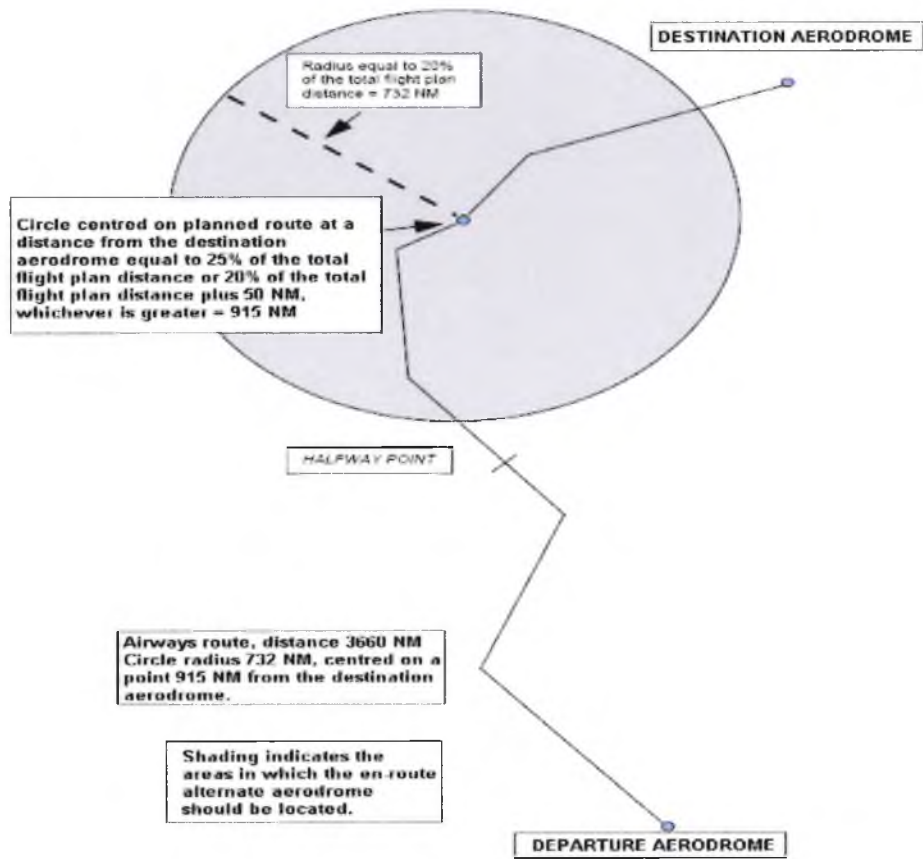 DESTINATION AERODROME
Radius equal to 20%
of the total flight plan
distance = 732 NM
Circle centred on planned route at a
distance from the destination
aerodrome equal to 25% of the total
flight plan distance or 20% of the total
flight plan distance plus 50 NM,
whichever is greater = 915 NM
HALFWAY POINT
Airways route, distance 3660 NM
Circle radius 732 NM, centred on a
point 915 NM from the destination
aerodrome.
Shading indicates the
areas in which the en-route
alternate aerodrome
should be located.
DEPARTURE AERODROME